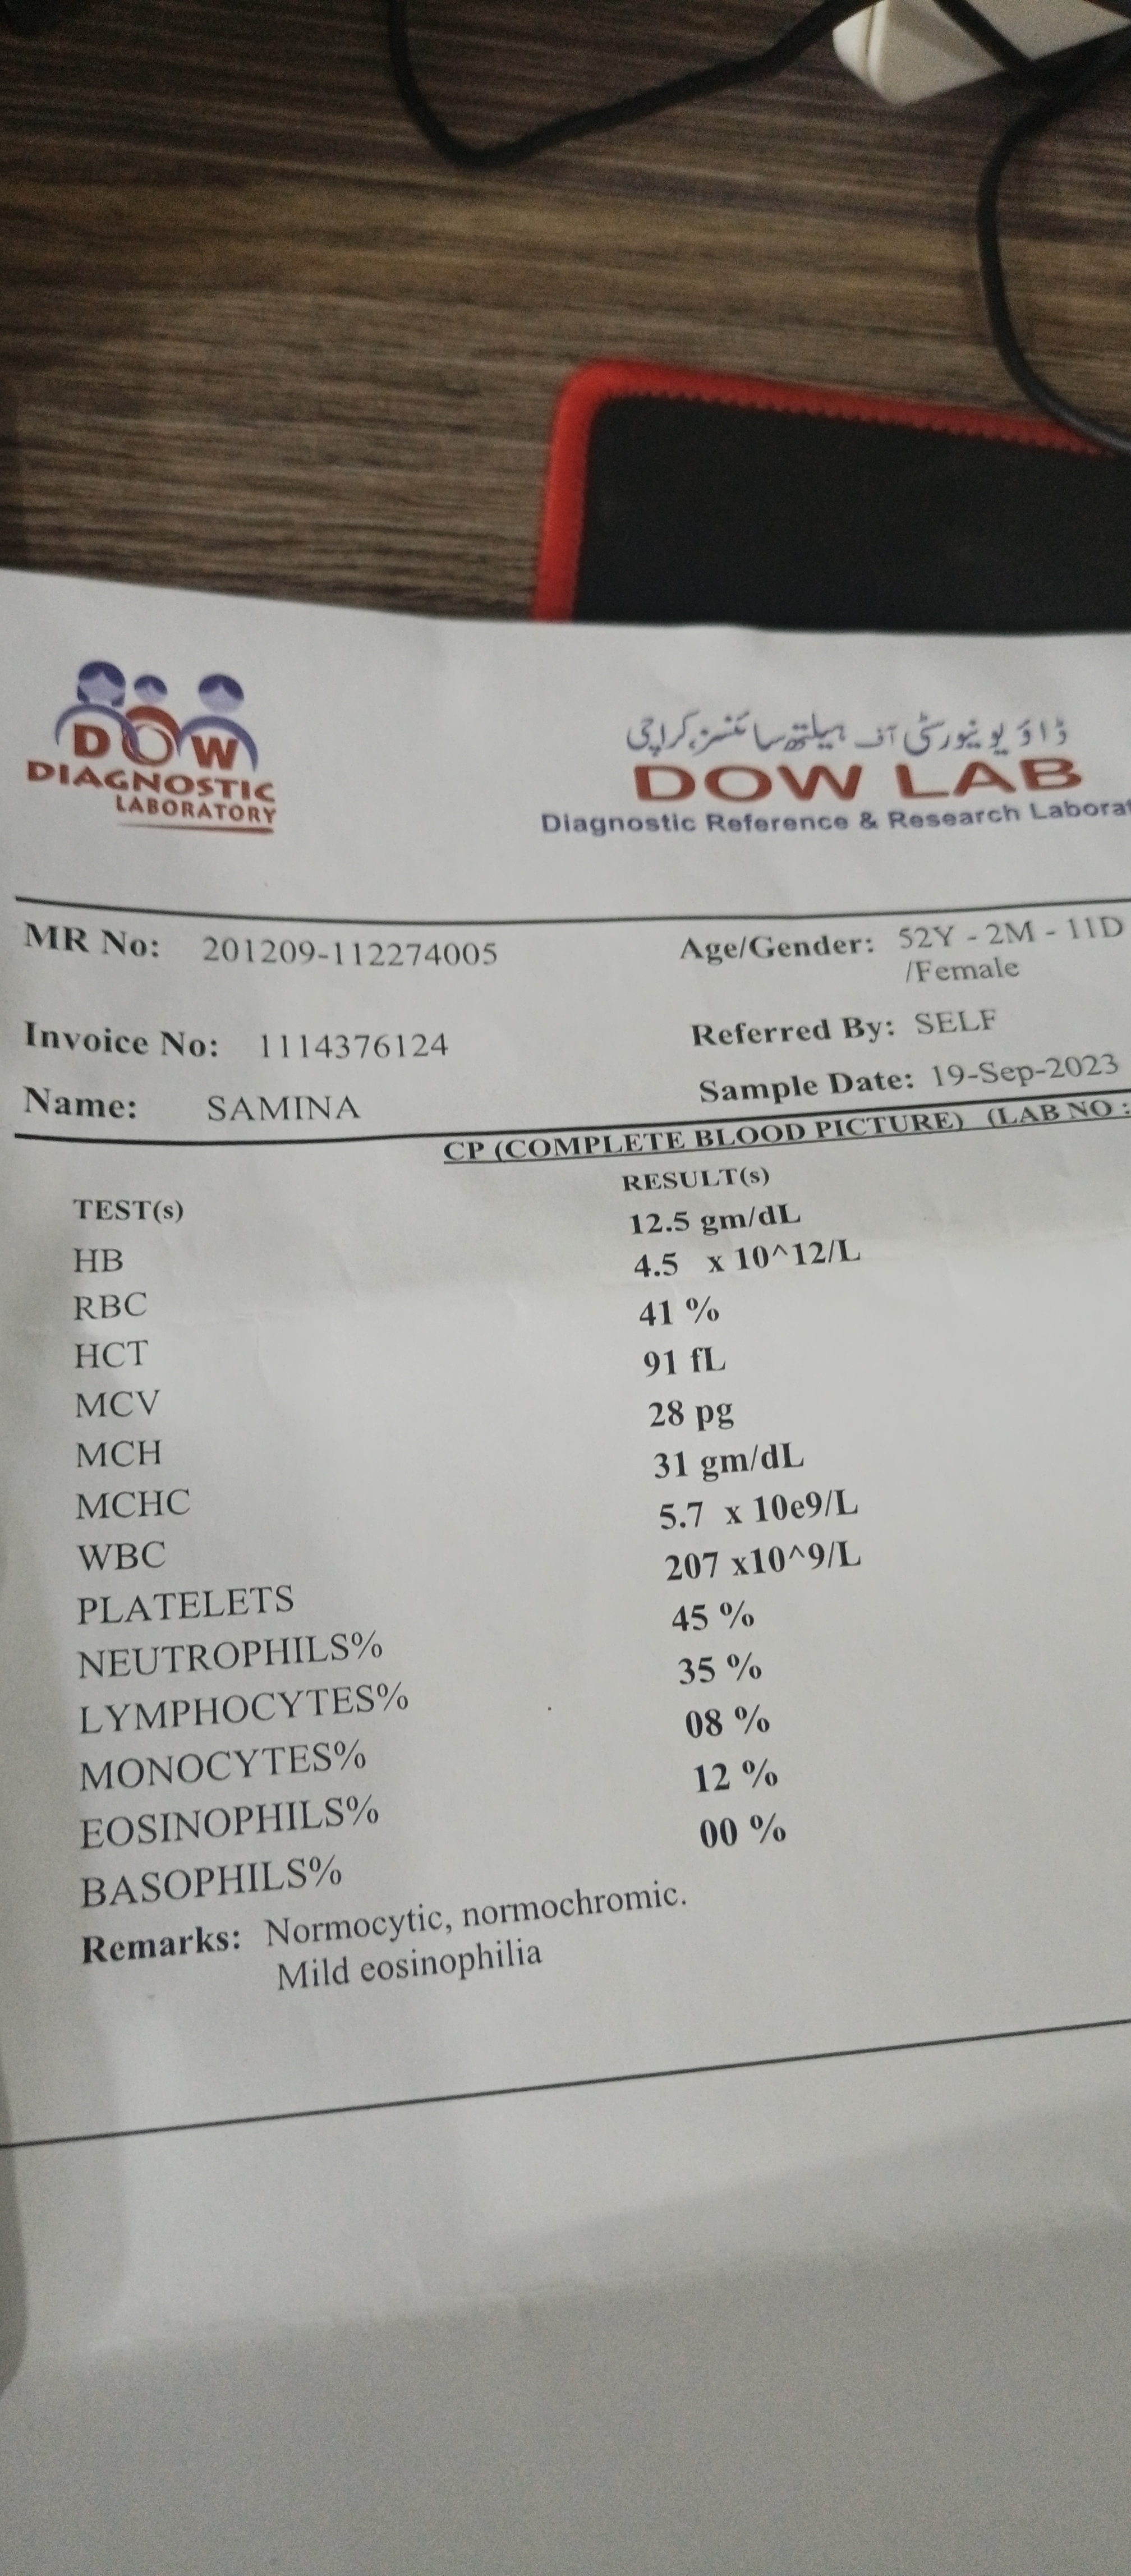 DOW
DIAGNOSTIC
LABORATORY
ڈاؤ یونیورسٹی آف ہیلتھ سائنسز، کراچی
DOW LAB
Diagnostic Reference & Research
MR No: 201209-112274005 Age/Gender: 52Y - 2M - 11D
/Female
Invoice No: 1114376124 Referred By: SELF
Name: SAMINA Sample Date: 19-Sep-2023
CP (COMPLETE BLOOD PICTURE) (LAB NO :
TEST(s) RESULT(s)
HB 12.5 gm/dL
RBC 4.5 x 10^12/L
HCT 41 %
MCV 91 fL
MCH 28 pg
MCHC 31 gm/dL
WBC 5.7 x 10e9/L
PLATELETS 207 x10^9/L
NEUTROPHILS% 45 %
LYMPHOCYTES% 35 %
MONOCYTES% 08 %
EOSINOPHILS% 12 %
BASOPHILS% 00 %
Remarks: Normocytic, normochromic.
Mild eosinophilia